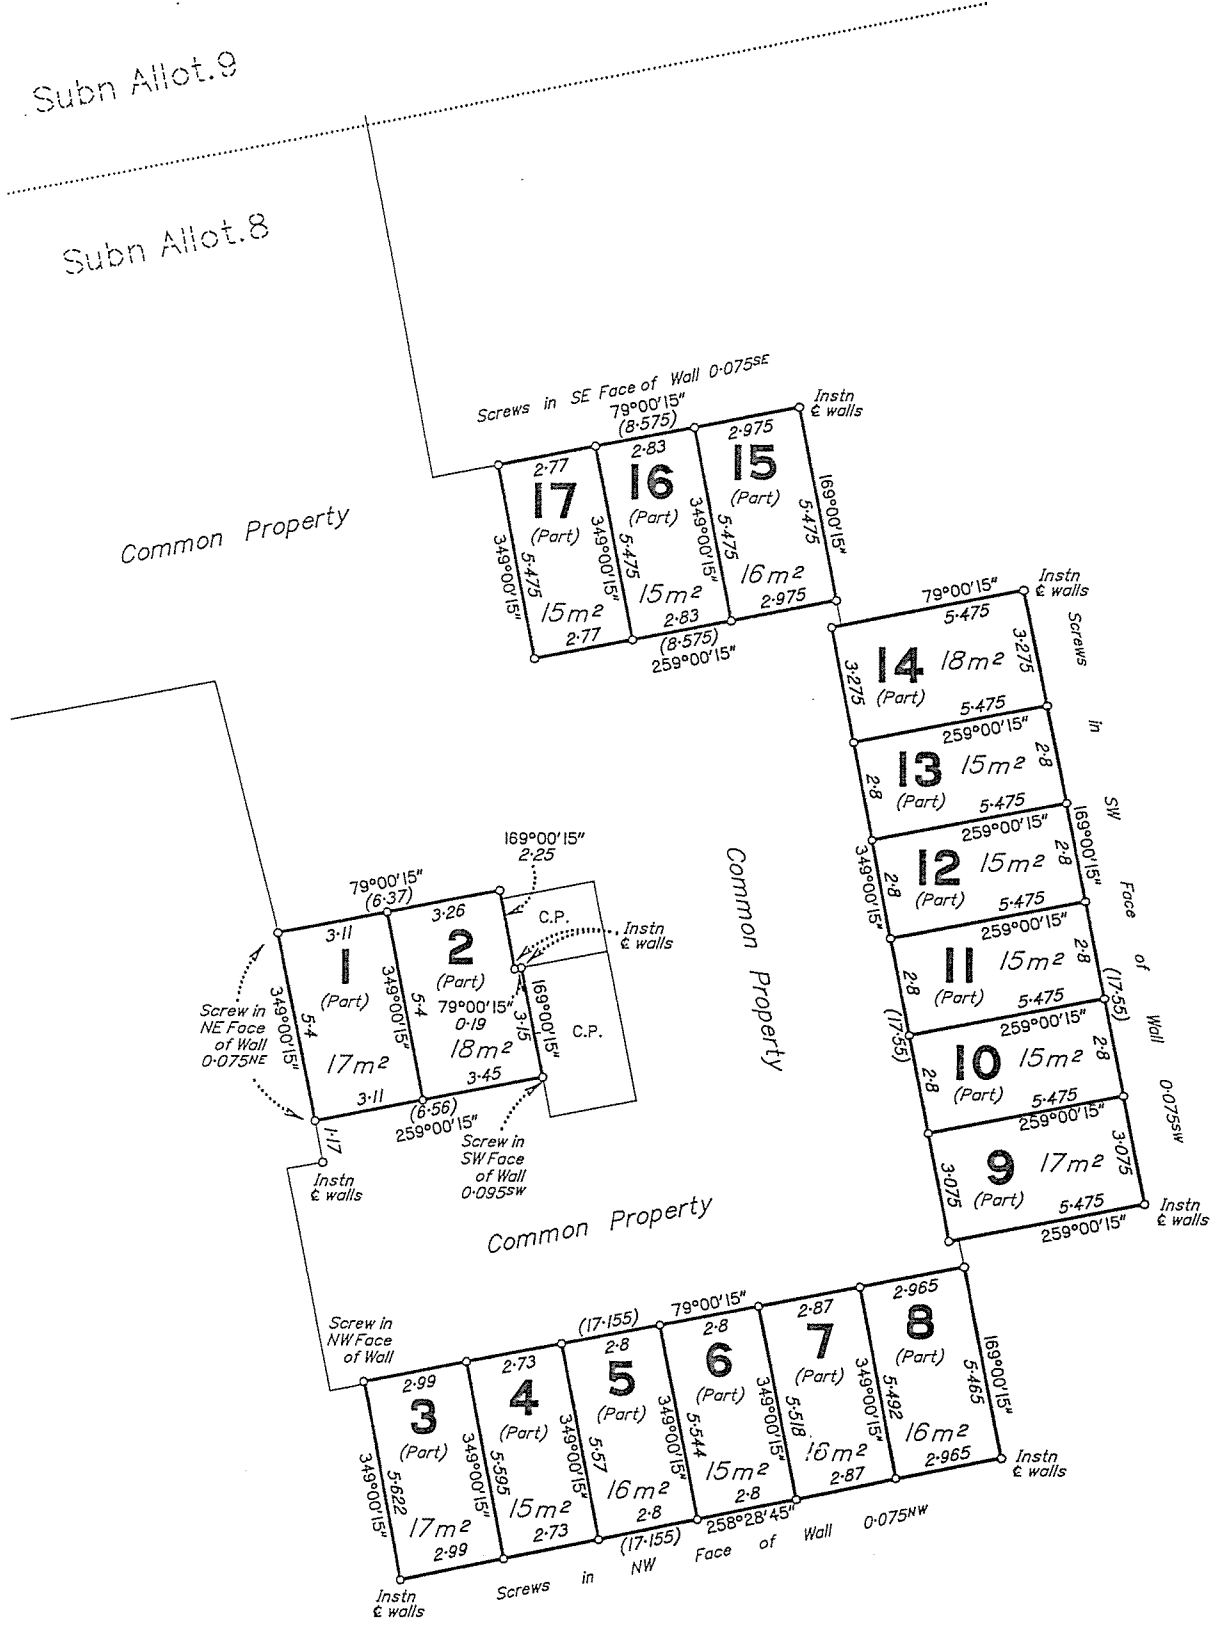 Subn Allot.9
Subn Allot.8
Common Property
Screws in SE Face of Wall 0·075SE
79°00'15"
(8·575)
Instn
℄ walls
2·77
2·83
2·975
17
(Part)
16
(Part)
15
(Part)
349°00'15"
5·475
349°00'15"
5·475
349°00'15"
5·475
169°00'15"
5·475
15m²
15m²
16m²
2·77
2·83
2·975
(8·575)
259°00'15"
79°00'15"
5·475
Instn
℄ walls
3·275
14
(Part)
18m²
3·275
5·475
259°00'15"
2·8
13
(Part)
15m²
2·8
5·475
259°00'15"
2·8
12
(Part)
15m²
2·8
169°00'15"
349°00'15"
5·475
259°00'15"
2·8
11
(Part)
15m²
2·8
(17·55)
(17·55)
5·475
259°00'15"
2·8
10
(Part)
15m²
2·8
5·475
259°00'15"
3·075
9
(Part)
17m²
3·075
5·475
259°00'15"
Instn
℄ walls
Screws in SW Face of Wall 0·075SW
Common Property
169°00'15"
2·25
79°00'15"
(6·37)
3·11
3·26
C.P.
Instn
℄ walls
1
(Part)
2
(Part)
349°00'15"
5·4
349°00'15"
5·4
79°00'15"
0·19
3·15
169°00'15"
C.P.
17m²
18m²
3·11
3·45
(6·56)
259°00'15"
Screw in
NE Face
of Wall
0·075NE
1·17
Instn
℄ walls
Screw in
SW Face
of Wall
0·095SW
Common Property
Screw in
NW Face
of Wall
(17·155)
79°00'15"
2·99
2·73
2·8
2·8
2·87
2·965
3
(Part)
4
(Part)
5
(Part)
6
(Part)
7
(Part)
8
(Part)
349°00'15"
5·622
349°00'15"
5·595
349°00'15"
5·57
349°00'15"
5·544
349°00'15"
5·518
349°00'15"
5·492
169°00'15"
5·465
17m²
15m²
16m²
15m²
16m²
16m²
2·99
2·73
2·8
2·8
2·87
2·965
(17·155)
258°28'45"
Instn
℄ walls
Instn
℄ walls
Screws in NW Face of Wall 0·075NW